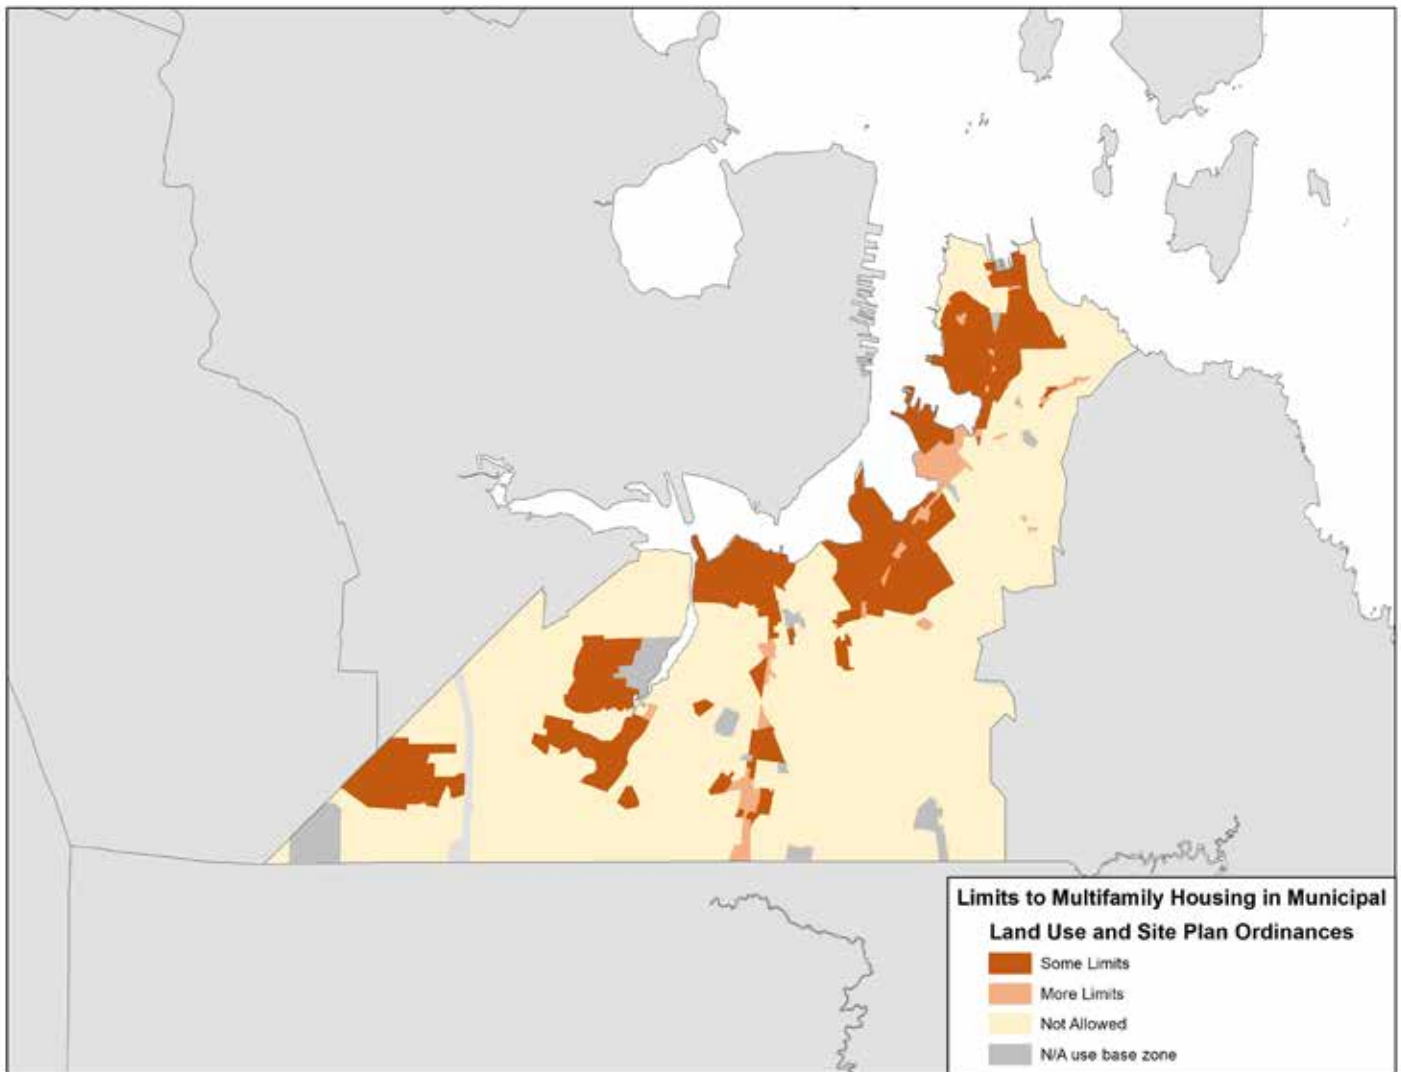 Limits to Multifamily Housing in Municipal
Land Use and Site Plan Ordinances
Some Limits
More Limits
Not Allowed
N/A use base zone